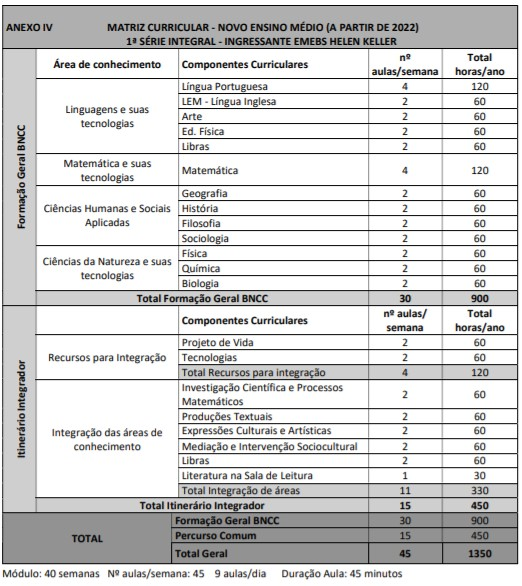 ANEXO IV
MATRIZ CURRICULAR - NOVO ENSINO MÉDIO (A PARTIR DE 2022)
1ª SÉRIE INTEGRAL - INGRESSANTE EMEBS HELEN KELLER
Formação Geral BNCC
Área de conhecimento Componentes Curriculares nº aulas/semana Total horas/ano
Linguagens e suas tecnologias
Língua Portuguesa 4 120
LEM - Língua Inglesa 2 60
Arte 2 60
Ed. Física 2 60
Libras 2 60
Matemática e suas tecnologias
Matemática 4 120
Ciências Humanas e Sociais Aplicadas
Geografia 2 60
História 2 60
Filosofia 2 60
Sociologia 2 60
Ciências da Natureza e suas tecnologias
Física 2 60
Química 2 60
Biologia 2 60
Total Formação Geral BNCC 30 900
Itinerário Integrador
Componentes Curriculares nº aulas/ semana Total horas/ano
Recursos para Integração
Projeto de Vida 2 60
Tecnologias 2 60
Total Recursos para integração 4 120
Integração das áreas de conhecimento
Investigação Científica e Processos Matemáticos 2 60
Produções Textuais 2 60
Expressões Culturais e Artísticas 2 60
Mediação e Intervenção Sociocultural 2 60
Libras 2 60
Literatura na Sala de Leitura 1 30
Total Integração de áreas 11 330
Total Itinerário Integrador 15 450
TOTAL
Formação Geral BNCC 30 900
Percurso Comum 15 450
Total Geral 45 1350
Módulo: 40 semanas Nº aulas/semana: 45 9 aulas/dia Duração Aula: 45 minutos